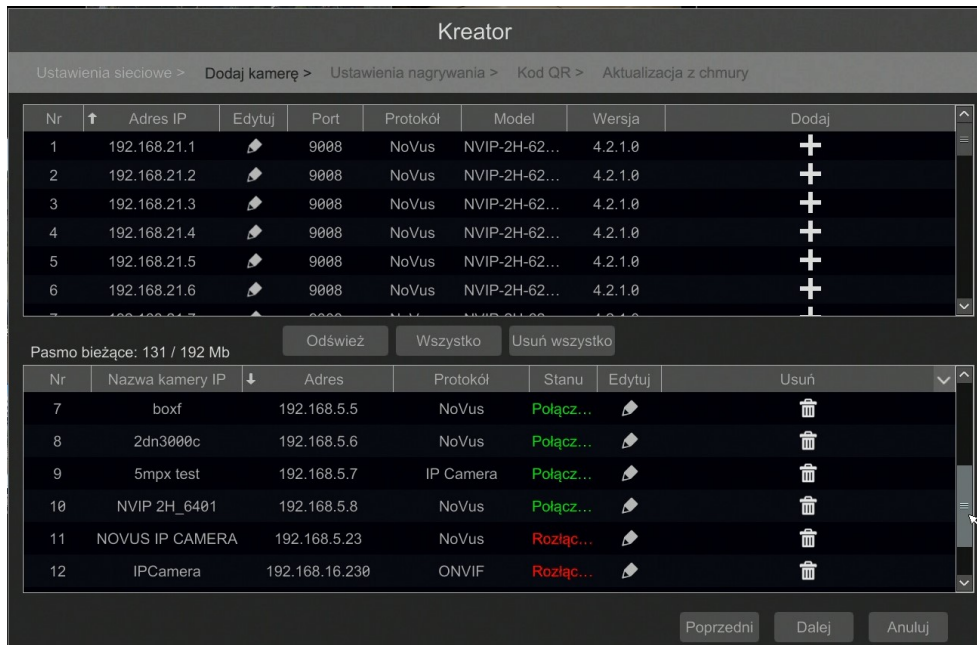 Kreator
Ustawienia sieciowe > Dodaj kamerę > Ustawienia nagrywania > Kod QR > Aktualizacja z chmury
Nr Adres IP Edytuj Port Protokół Model Wersja Dodaj
1 192.168.21.1 9008 NoVus NVIP-2H-62... 4.2.1.0
2 192.168.21.2 9008 NoVus NVIP-2H-62... 4.2.1.0
3 192.168.21.3 9008 NoVus NVIP-2H-62... 4.2.1.0
4 192.168.21.4 9008 NoVus NVIP-2H-62... 4.2.1.0
5 192.168.21.5 9008 NoVus NVIP-2H-62... 4.2.1.0
6 192.168.21.6 9008 NoVus NVIP-2H-62... 4.2.1.0
Odśwież Wszystko Usuń wszystko
Pasmo bieżące: 131 / 192 Mb
Nr Nazwa kamery IP Adres Protokół Stanu Edytuj Usuń
7 boxf 192.168.5.5 NoVus Połącz...
8 2dn3000c 192.168.5.6 NoVus Połącz...
9 5mpx test 192.168.5.7 IP Camera Połącz...
10 NVIP 2H_6401 192.168.5.8 NoVus Połącz...
11 NOVUS IP CAMERA 192.168.5.23 NoVus Rozłąc...
12 IPCamera 192.168.16.230 ONVIF Rozłąc...
Poprzedni Dalej Anuluj